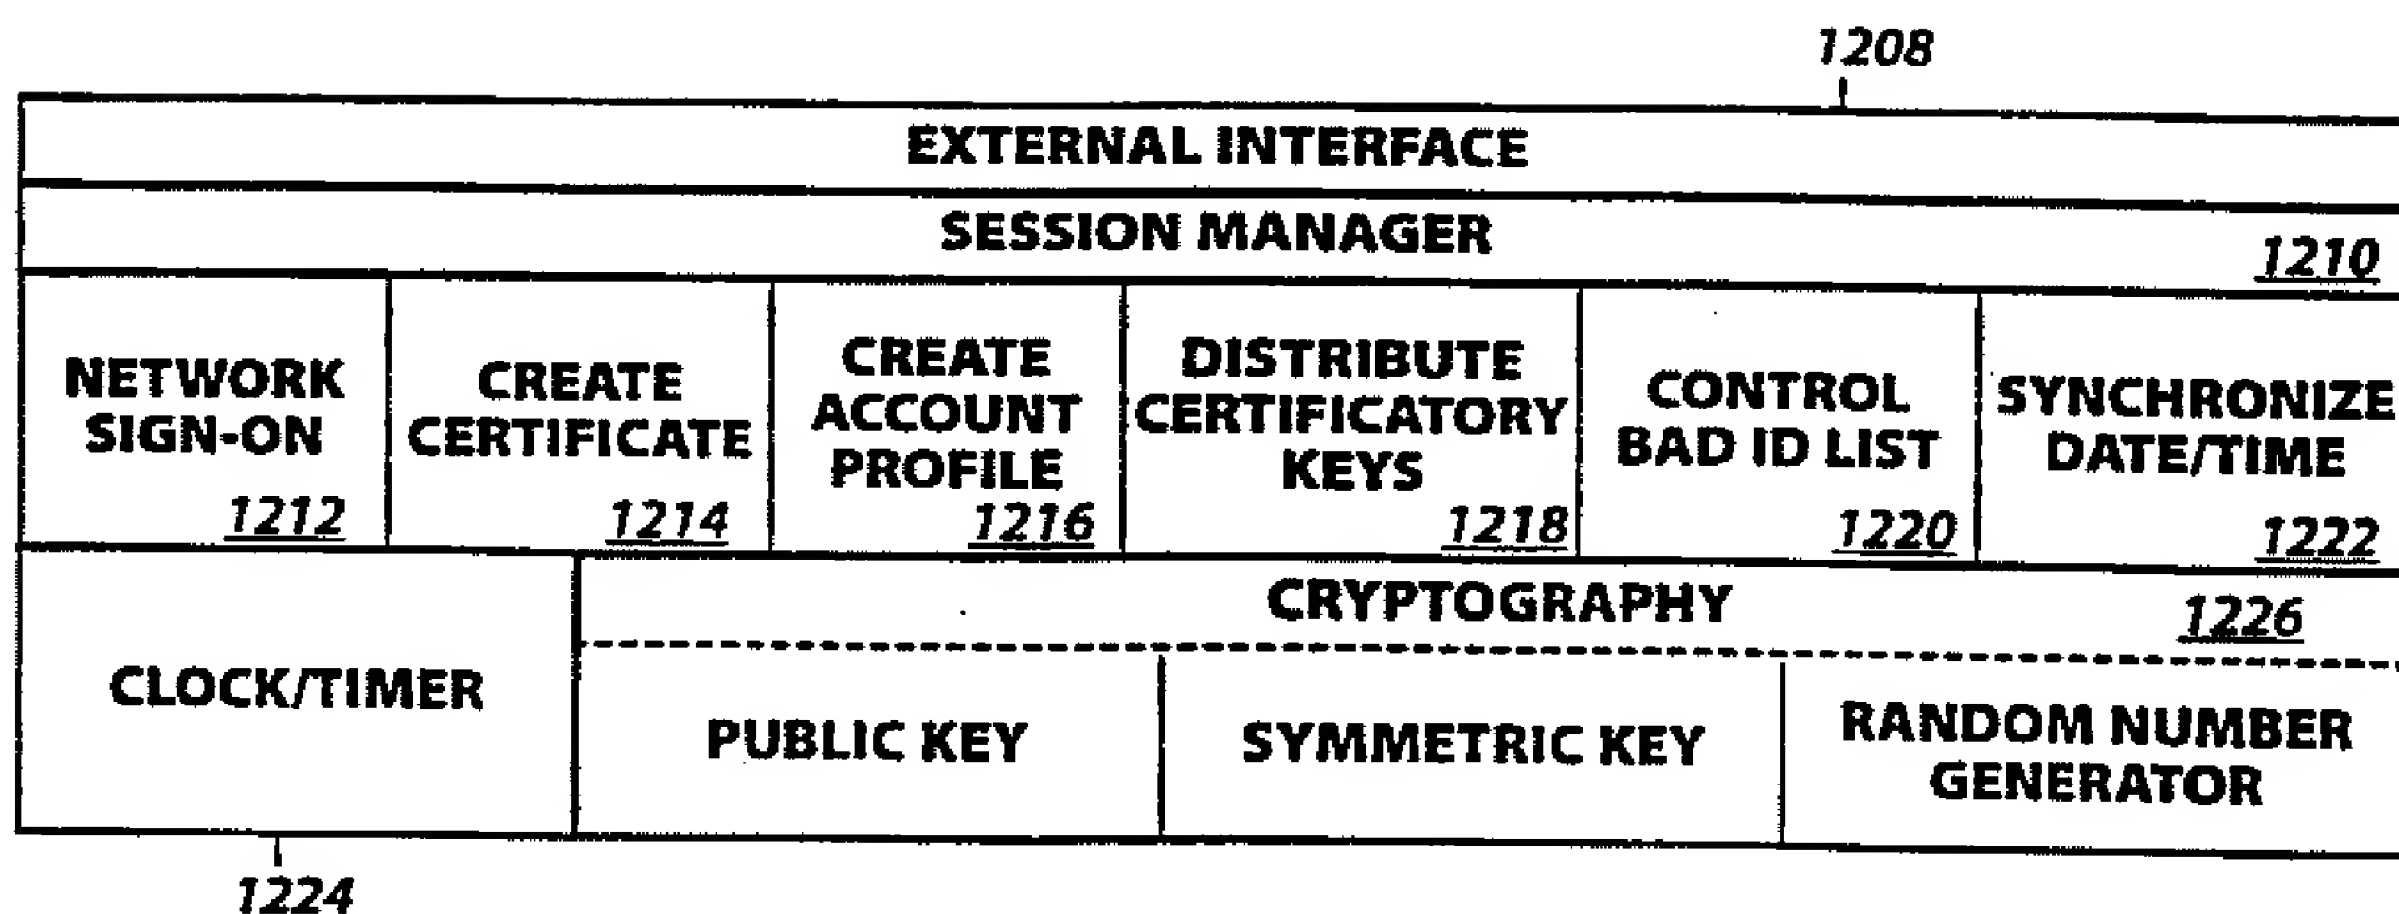 1208
EXTERNAL INTERFACE
SESSION MANAGER
1210
NETWORK
SIGN-ON
1212
CREATE
CERTIFICATE
1214
CREATE
ACCOUNT
PROFILE
1216
DISTRIBUTE
CERTIFICATORY
KEYS
1218
CONTROL
BAD ID LIST
1220
SYNCHRONIZE
DATE/TIME
1222
CLOCK/TIMER
1224
CRYPTOGRAPHY
1226
PUBLIC KEY
SYMMETRIC KEY
RANDOM NUMBER
GENERATOR